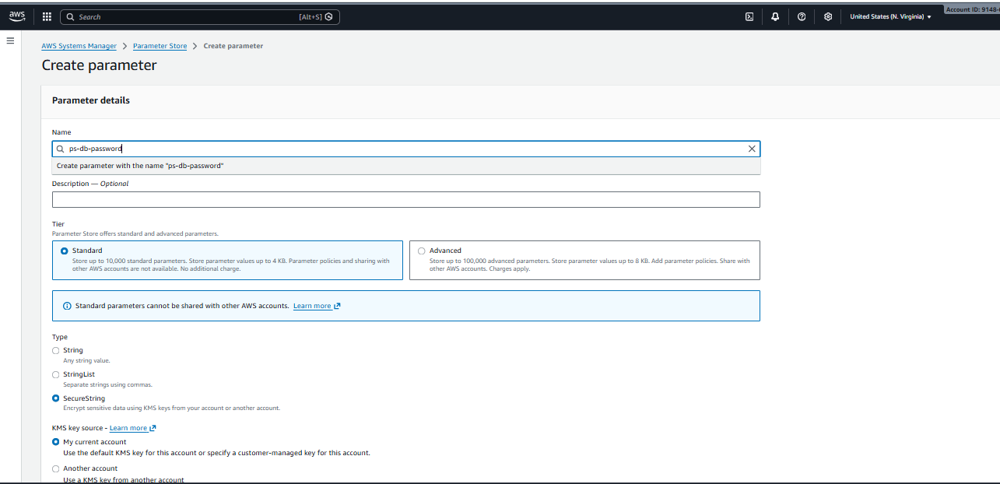 aws
Search
[Alt+S]
United States (N. Virginia)
Account ID: 9148-
AWS Systems Manager > Parameter Store > Create parameter
Create parameter
Parameter details
Name
ps-db-password
Create parameter with the name "ps-db-password"
Description — Optional
Tier
Parameter Store offers standard and advanced parameters.
Standard
Store up to 10,000 standard parameters. Store parameter values up to 4 KB. Parameter policies and sharing with
other AWS accounts are not available. No additional charge.
Advanced
Store up to 100,000 advanced parameters. Store parameter values up to 8 KB. Add parameter policies. Share with
other AWS accounts. Charges apply.
Standard parameters cannot be shared with other AWS accounts. Learn more
Type
String
Any string value.
StringList
Separate strings using commas.
SecureString
Encrypt sensitive data using KMS keys from your account or another account.
KMS key source - Learn more
My current account
Use the default KMS key for this account or specify a customer-managed key for this account.
Another account
Use a KMS key from another account